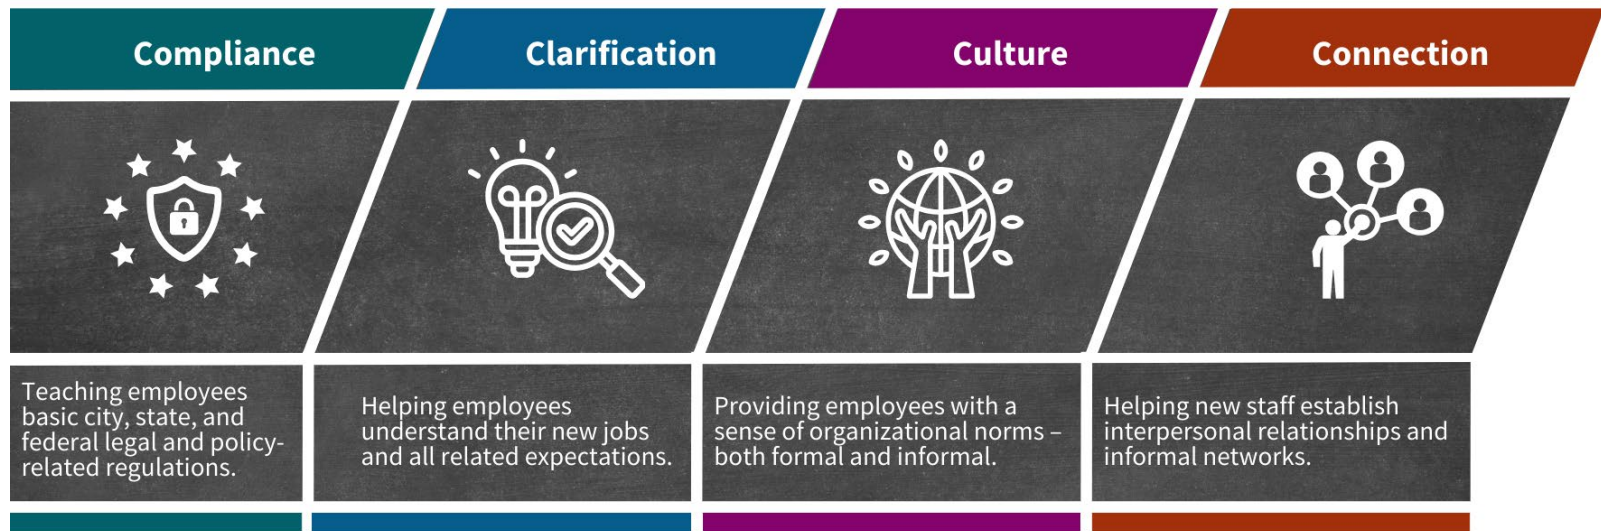 Compliance
Clarification
Culture
Connection
Teaching employees
basic city, state, and
federal legal and policy-
related regulations.
Helping employees
understand their new jobs
and all related expectations.
Providing employees with a
sense of organizational norms –
both formal and informal.
Helping new staff establish
interpersonal relationships and
informal networks.